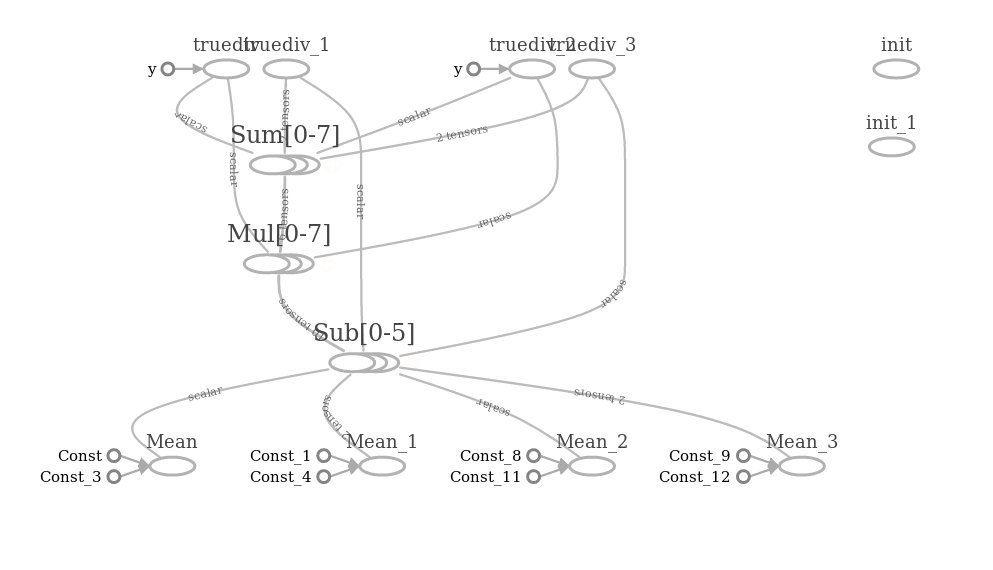 truediv
truediv_1
truediv_2
truediv_3
init
y
y
init_1
scalar
2 tensors
scalar
2 tensors
Sum[0-7]
scalar
scalar
tensors
scalar
Mul[0-7]
scalar
tensors
Sub[0-5]
scalar
2 tensors
scalar
2 tensors
Mean
Mean_1
Mean_2
Mean_3
Const
Const_1
Const_8
Const_9
Const_3
Const_4
Const_11
Const_12